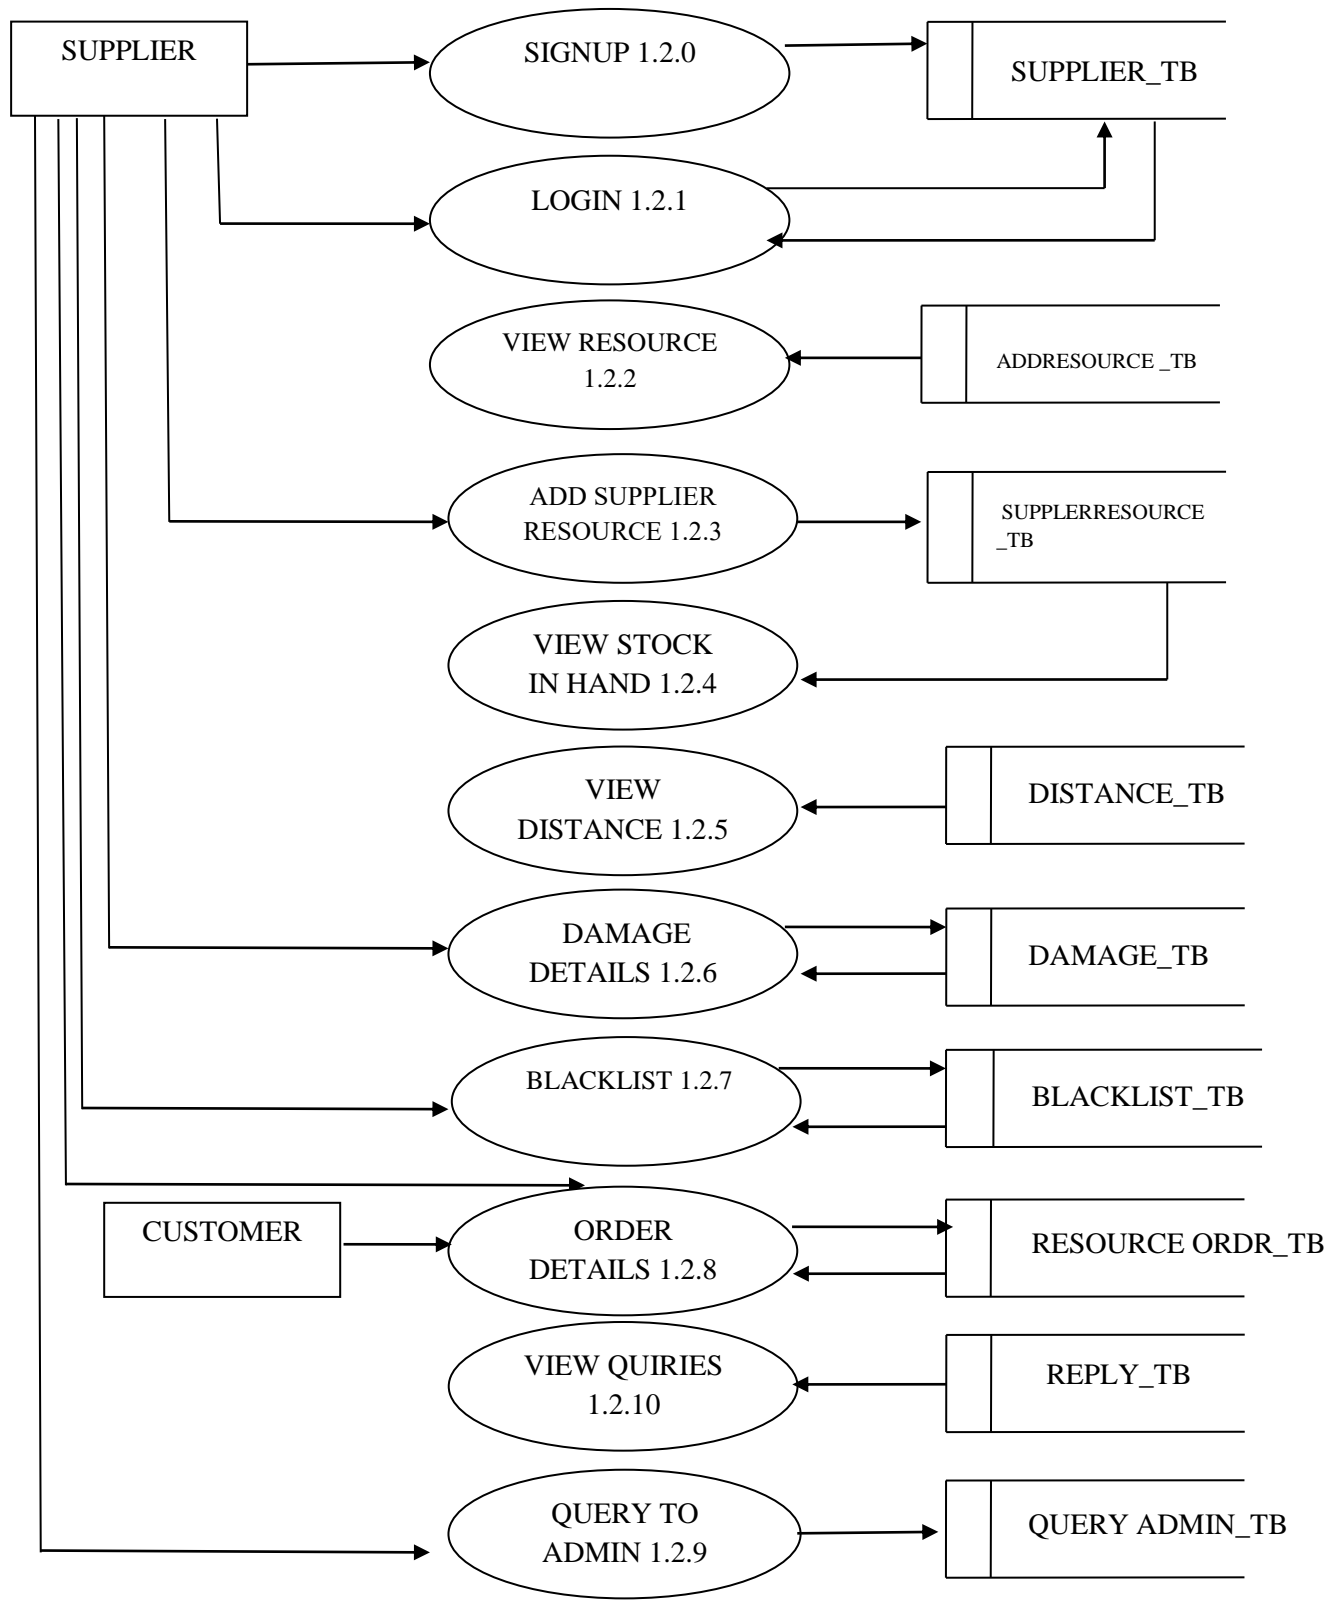 SUPPLIER
SIGNUP 1.2.0
SUPPLIER_TB
LOGIN 1.2.1
VIEW RESOURCE
1.2.2
ADDRESOURCE _TB
ADD SUPPLIER
RESOURCE 1.2.3
SUPPLERRESOURCE
_TB
VIEW STOCK
IN HAND 1.2.4
VIEW
DISTANCE 1.2.5
DISTANCE_TB
DAMAGE
DETAILS 1.2.6
DAMAGE_TB
BLACKLIST 1.2.7
BLACKLIST_TB
CUSTOMER
ORDER
DETAILS 1.2.8
RESOURCE ORDR_TB
VIEW QUIRIES
1.2.10
REPLY_TB
QUERY TO
ADMIN 1.2.9
QUERY ADMIN_TB